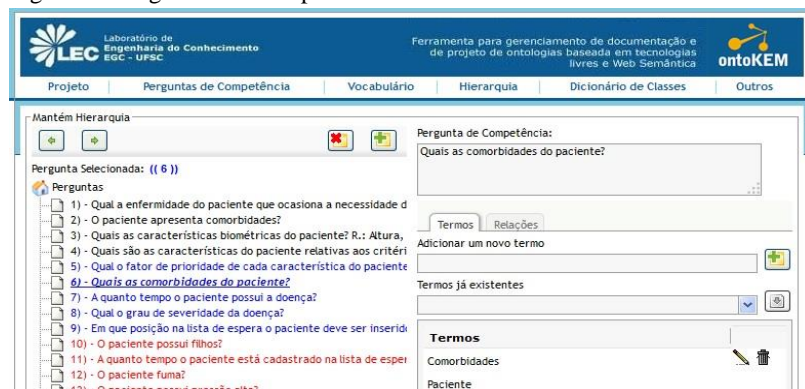 Laboratório de
Engenharia do Conhecimento
EGC - UFSC
LEC
Ferramenta para gerenciamento de documentação e
de projeto de ontologias baseada em tecnologias
livres e Web Semântica
ontoKEM
Projeto
Perguntas de Competência
Vocabulário
Hierarquia
Dicionário de Classes
Outros
Mantém Hierarquia
Pergunta Selecionada: (( 6 ))
Perguntas
1) - Qual a enfermidade do paciente que ocasiona a necessidade d
2) - O paciente apresenta comorbidades?
3) - Quais as características biométricas do paciente? R.: Altura,
4) - Quais são as características do paciente relativas aos critéri
5) - Qual o fator de prioridade de cada característica do paciente
6) - Quais as comorbidades do paciente?
7) - A quanto tempo o paciente possui a doença?
8) - Qual o grau de severidade da doença?
9) - Em que posição na lista de espera o paciente deve ser inserido
10) - O paciente possui filhos?
11) - A quanto tempo o paciente está cadastrado na lista de esper
12) - O paciente fuma?
Pergunta de Competência:
Quais as comorbidades do paciente?
Termos
Relações
Adicionar um novo termo
Termos já existentes
Termos
Comorbidades
Paciente